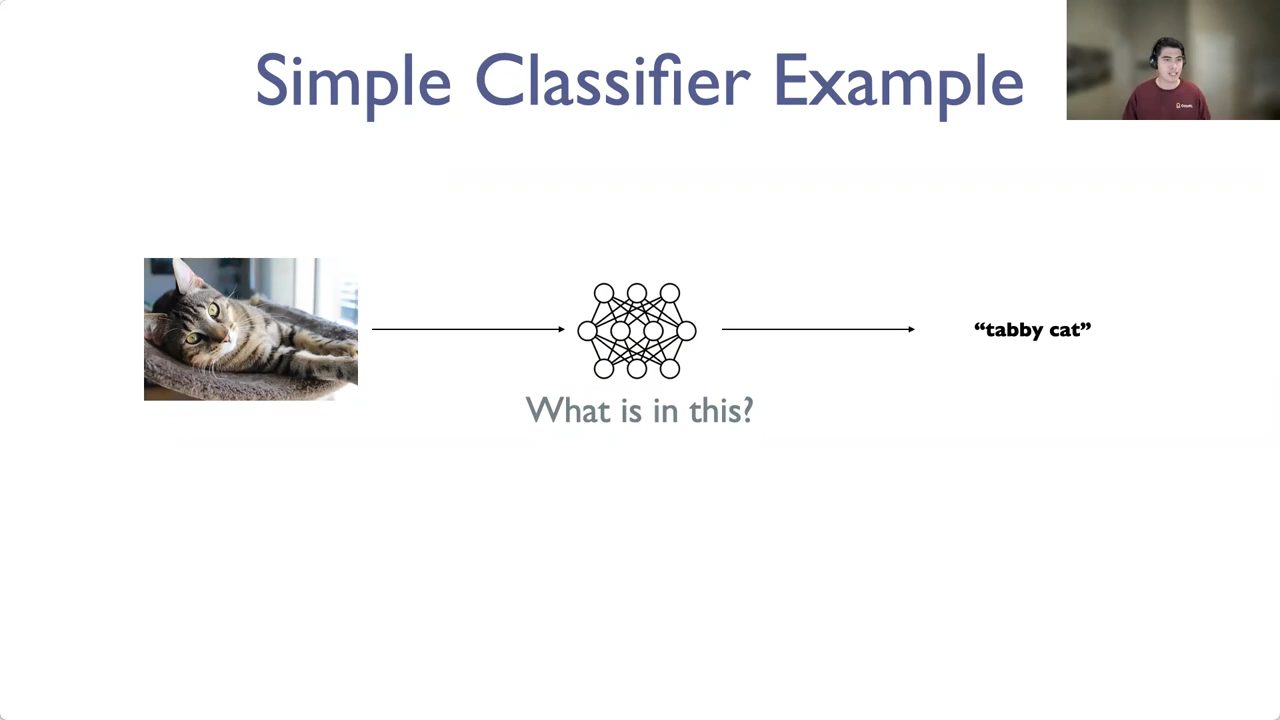 Simple Classifier Example
“tabby cat”
What is in this?